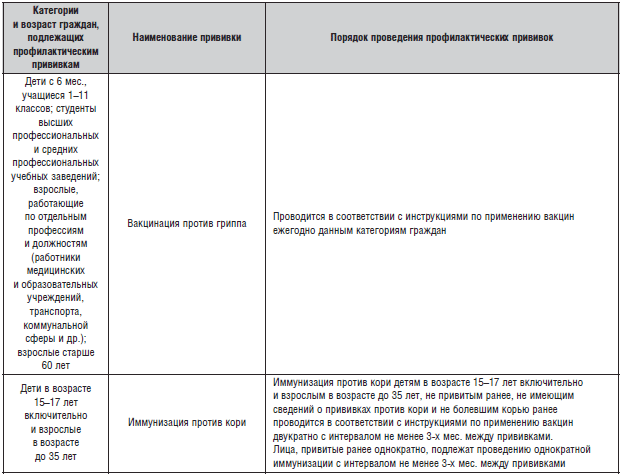 Категории
и возраст граждан,
подлежащих
профилактическим
прививкам
Наименование прививки
Порядок проведения профилактических прививок
Дети с 6 мес.,
учащиеся 1–11
классов; студенты
высших
профессиональных
и средних
профессиональных
учебных заведений;
взрослые,
работающие
по отдельным
профессиям
и должностям
(работники
медицинских
и образовательных
учреждений,
транспорта,
коммунальной
сферы и др.);
взрослые старше
60 лет
Вакцинация против гриппа
Проводится в соответствии с инструкциями по применению вакцин
ежегодно данным категориям граждан
Дети в возрасте
15–17 лет
включительно
и взрослые
в возрасте
до 35 лет
Иммунизация против кори
Иммунизация против кори детям в возрасте 15–17 лет включительно
и взрослым в возрасте до 35 лет, не привитым ранее, не имеющим
сведений о прививках против кори и не болевшим корью ранее
проводится в соответствии с инструкциями по применению вакцин
двукратно с интервалом не менее 3-х мес. между прививками.
Лица, привитые ранее однократно, подлежат проведению однократной
иммунизации с интервалом не менее 3-х мес. между прививками